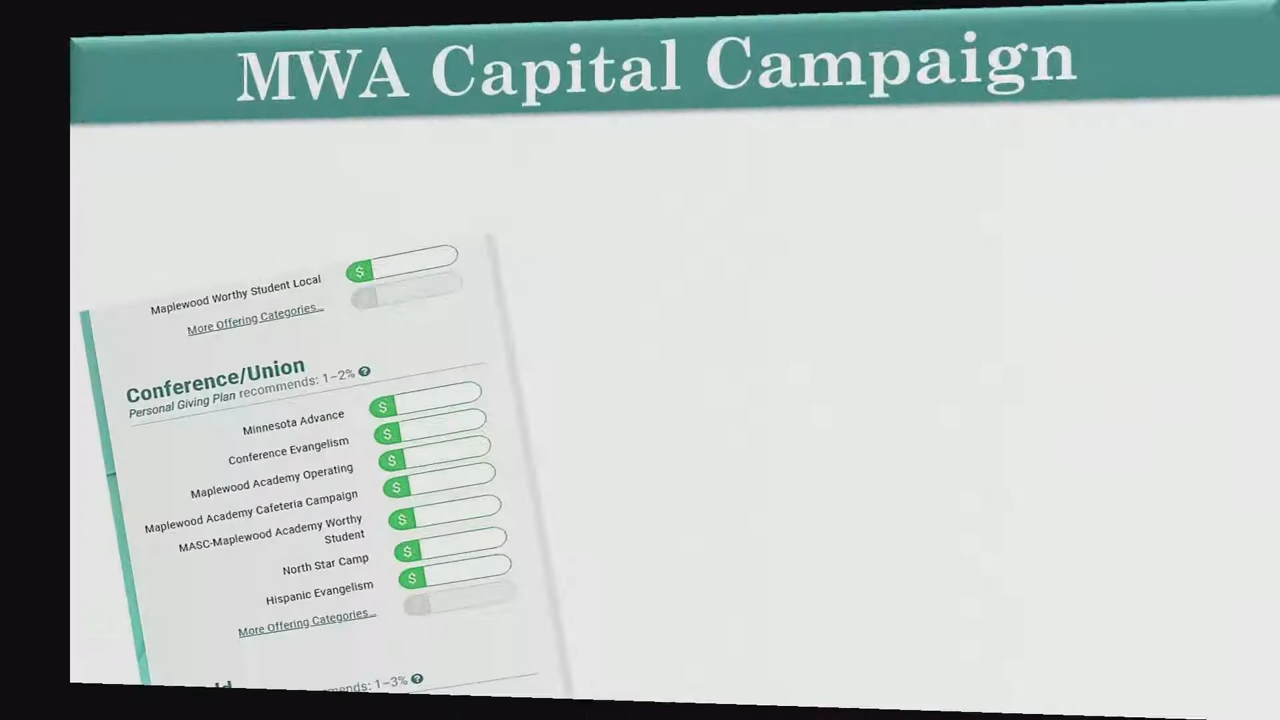 MWA Capital Campaign
Maplewood Worthy Student Local
$
More Offering Categories...
Conference/Union
Personal Giving Plan recommends: 1–2% ?
Minnesota Advance
$
Conference Evangelism
$
Maplewood Academy Operating
$
Maplewood Academy Cafeteria Campaign
$
MASC-Maplewood Academy Worthy
Student
$
North Star Camp
$
Hispanic Evangelism
$
More Offering Categories...
1–3% ?